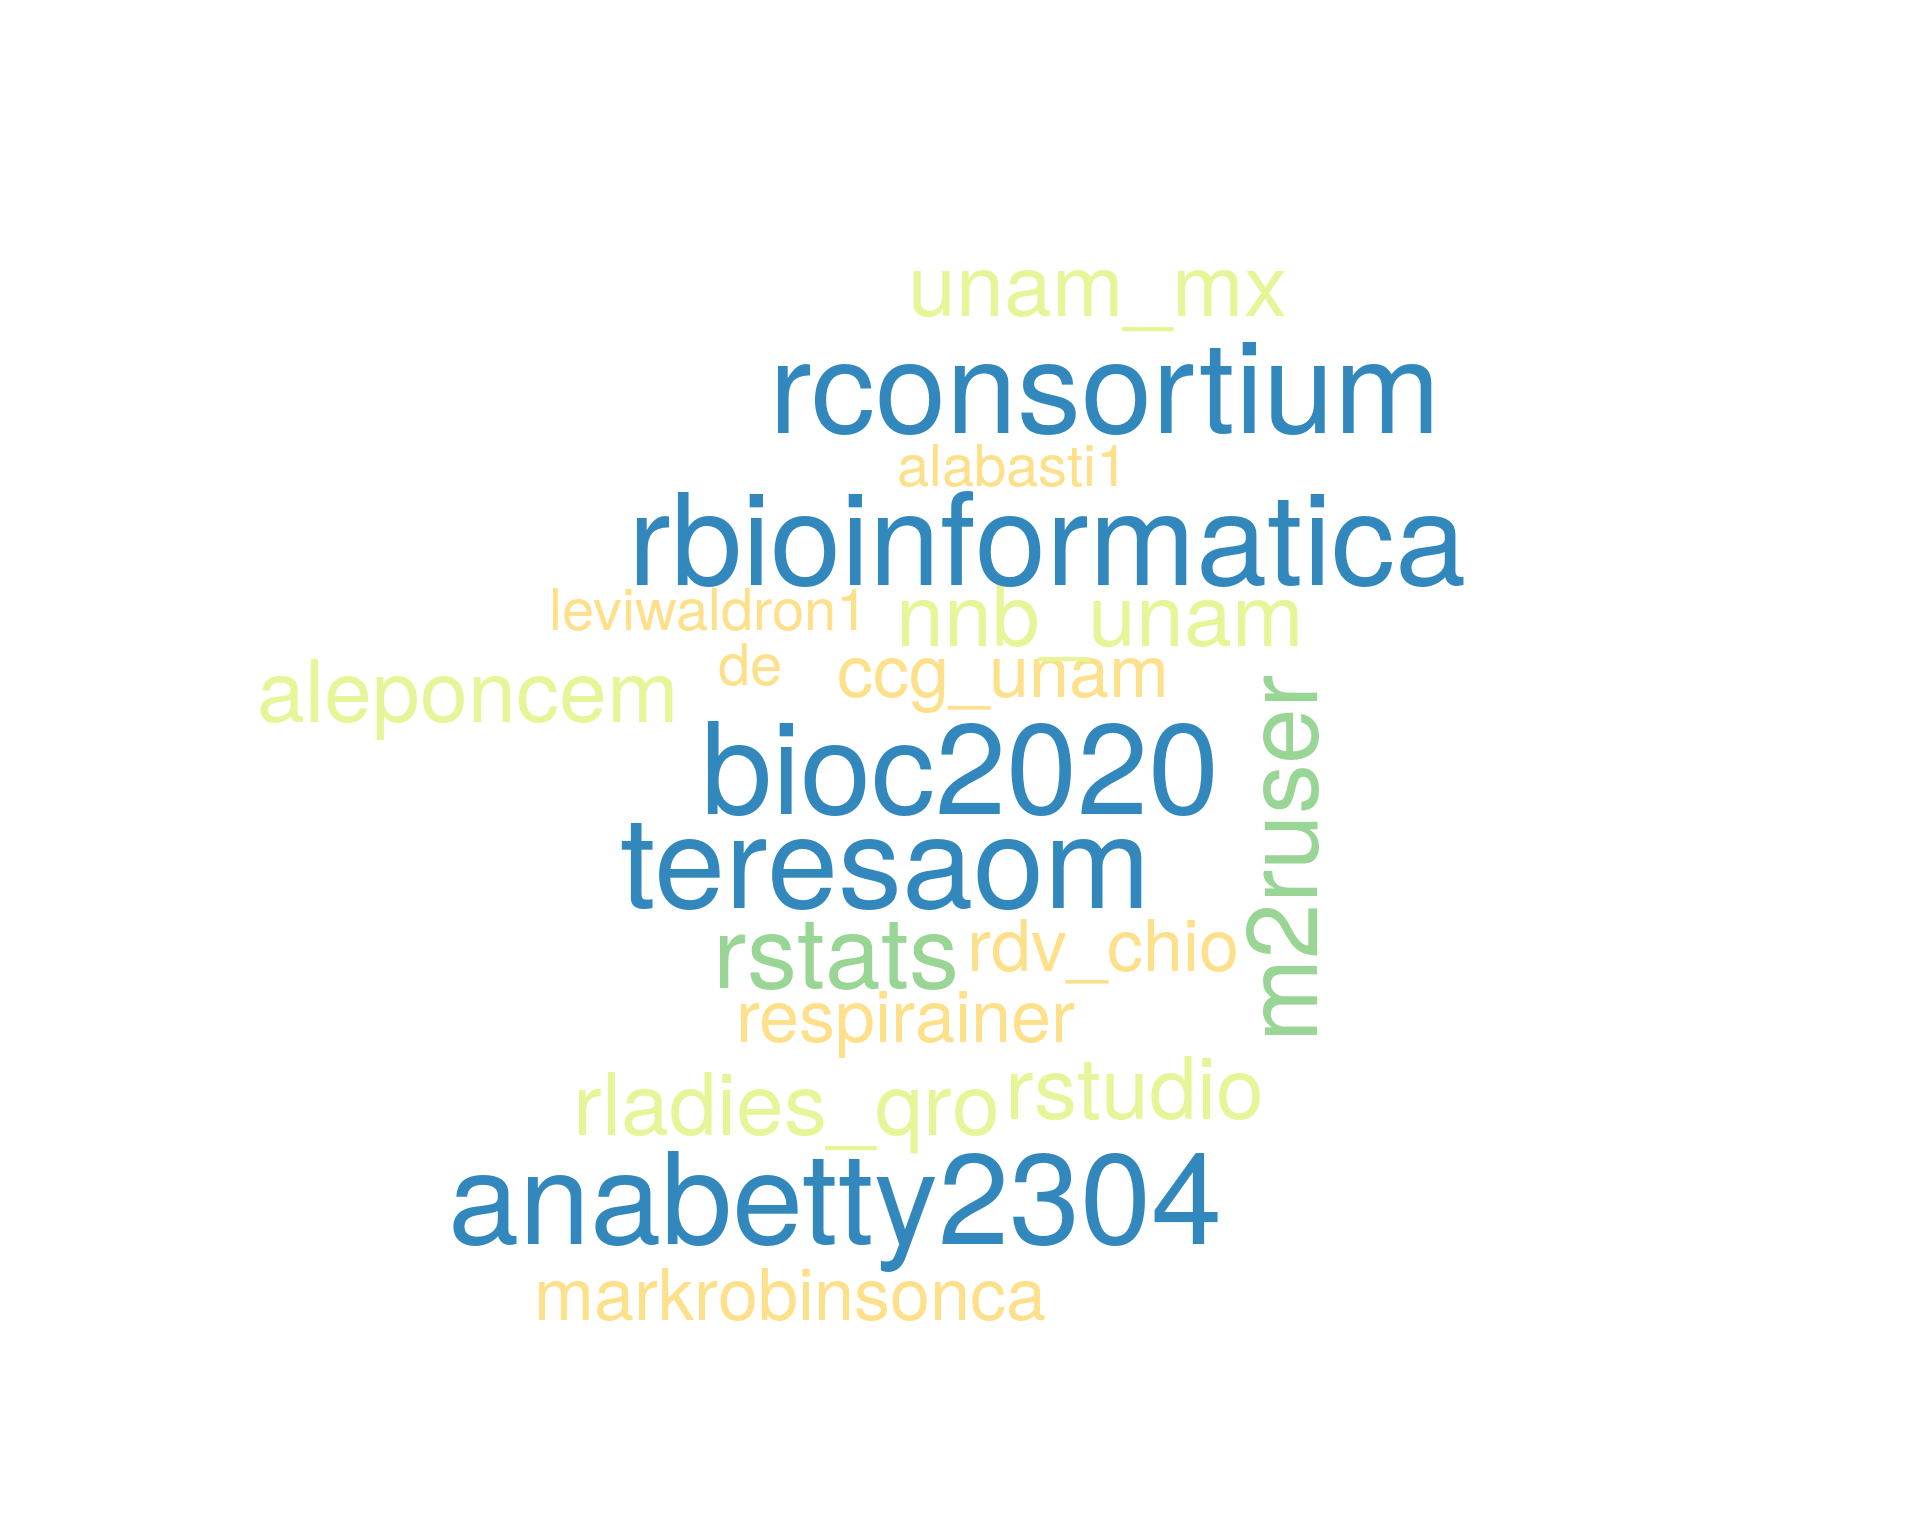 unam_mx
rconsortium
alabasti1
rbioinformatica
leviwaldron1 nnb_unam
de ccg_unam
aleponcem
bioc2020
m2ruser
teresaom
rstats rdv_chio
respirainer
rladies_qro rstudio
anabetty2304
markrobinsonca